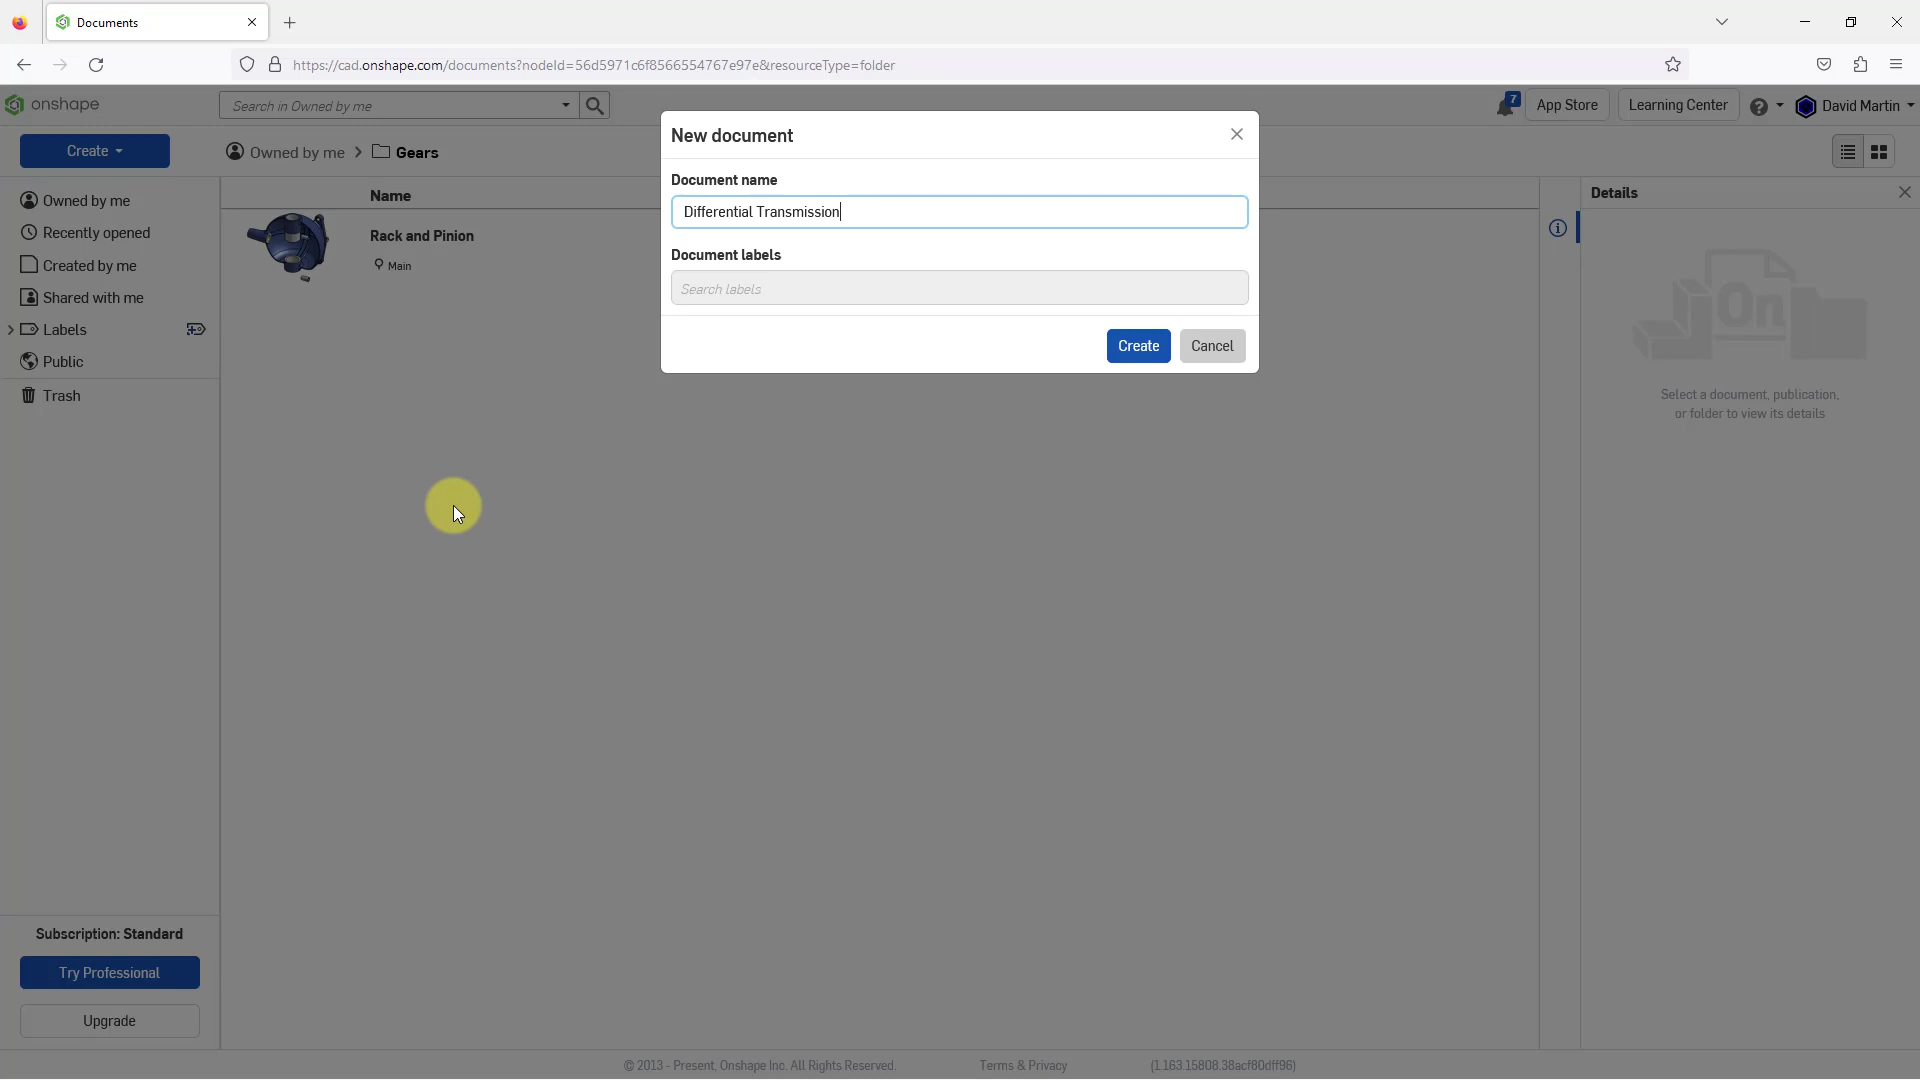 Documents
https://cad.onshape.com/documents?nodeId=56d5971c6f8566554767e97e&resourceType=folder
onshape
Search in Owned by me
7
App Store
Learning Center
David Martin
Create
Owned by me
Gears
New document
Document name
Differential Transmission
Document labels
Search labels
Create
Cancel
Owned by me
Recently opened
Created by me
Shared with me
Labels
Public
Trash
Name
Rack and Pinion
Main
Details
On
Select a document, publication,
or folder to view its details
Subscription: Standard
Try Professional
Upgrade
© 2013 - Present, Onshape Inc. All Rights Reserved.
Terms & Privacy
(1.163.15808.38acf80dff96)